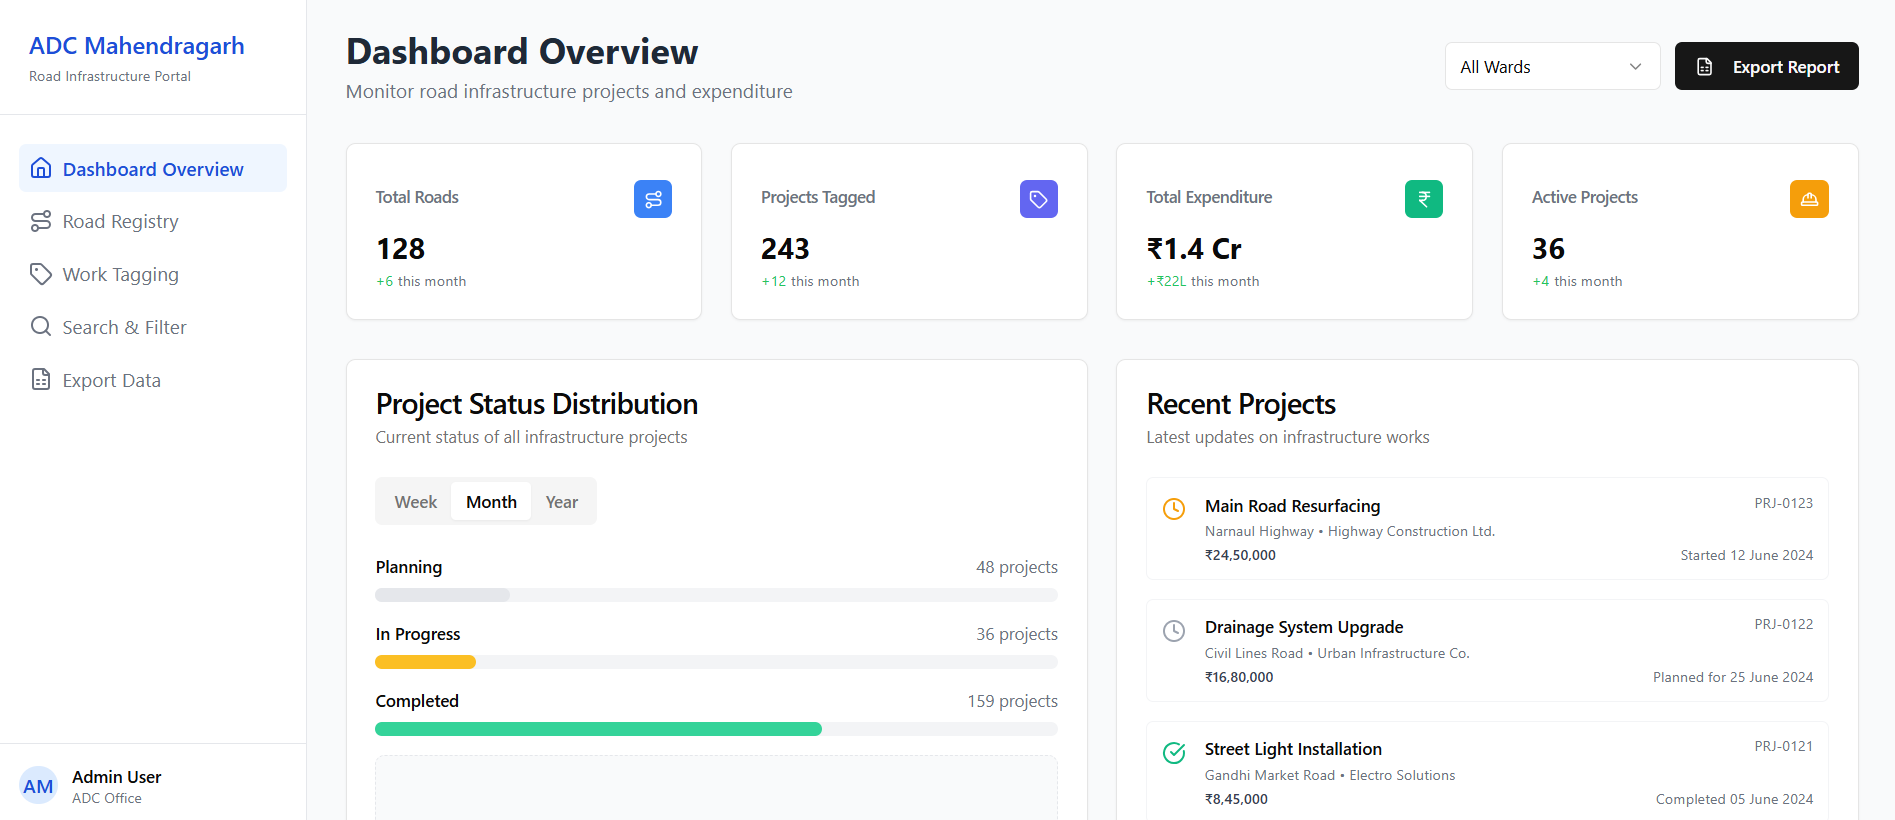 ADC Mahendragarh
Road Infrastructure Portal
Dashboard Overview
Road Registry
Work Tagging
Search & Filter
Export Data
AM
Admin User
ADC Office
Dashboard Overview
Monitor road infrastructure projects and expenditure
All Wards
Export Report
Total Roads
128
+6 this month
Projects Tagged
243
+12 this month
Total Expenditure
₹1.4 Cr
+₹22L this month
Active Projects
36
+4 this month
Project Status Distribution
Current status of all infrastructure projects
Week Month Year
Planning 48 projects
In Progress 36 projects
Completed 159 projects
Recent Projects
Latest updates on infrastructure works
Main Road Resurfacing PRJ-0123
Narnaul Highway • Highway Construction Ltd.
₹24,50,000 Started 12 June 2024
Drainage System Upgrade PRJ-0122
Civil Lines Road • Urban Infrastructure Co.
₹16,80,000 Planned for 25 June 2024
Street Light Installation PRJ-0121
Gandhi Market Road • Electro Solutions
₹8,45,000 Completed 05 June 2024